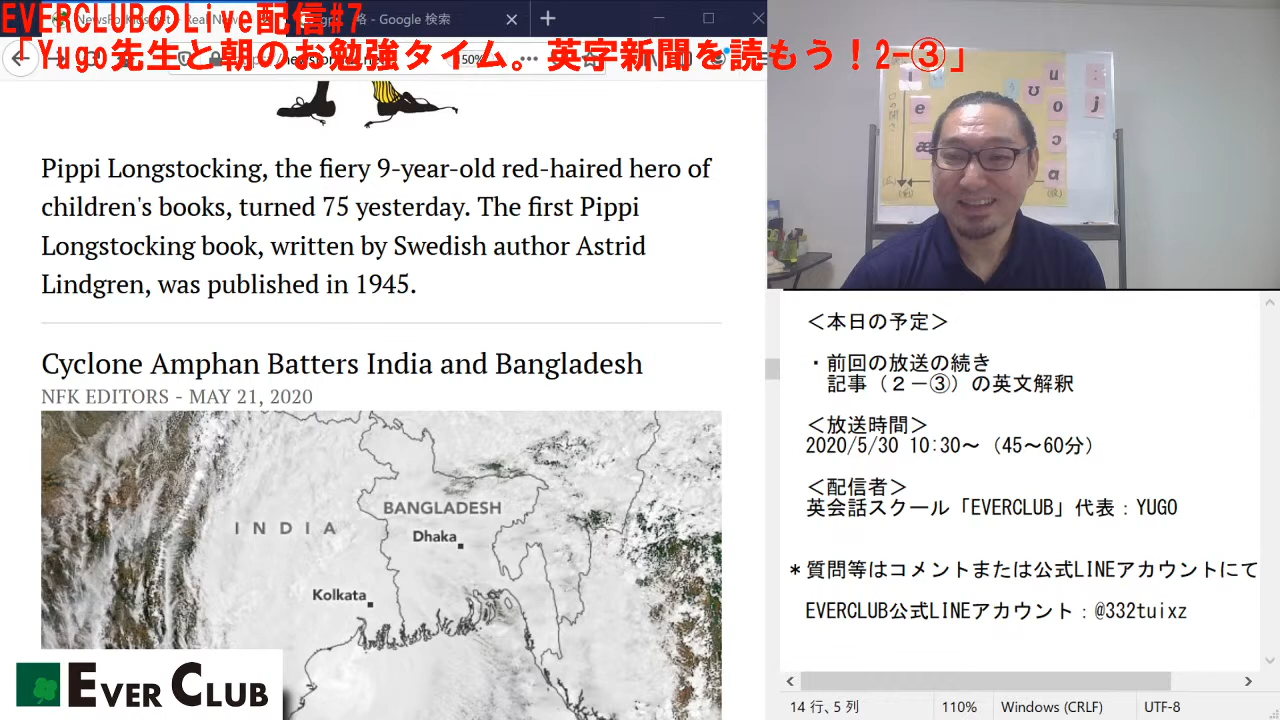 EVERCLUBのLive配信#7
「Yugo先生と朝のお勉強タイム。英字新聞を読もう！2-③」
- Google 検索
Pippi Longstocking, the fiery 9-year-old red-haired hero of
children's books, turned 75 yesterday. The first Pippi
Longstocking book, written by Swedish author Astrid
Lindgren, was published in 1945.
Cyclone Amphan Batters India and Bangladesh
NFK EDITORS - MAY 21, 2020
INDIA
BANGLADESH
Dhaka
Kolkata
EVER CLUB
i
u
ʊ
e
o
j
æ
ɔ
ɑ
＜本日の予定＞
・前回の放送の続き
記事（２－③）の英文解釈
＜放送時間＞
2020/5/30 10:30～（45～60分）
＜配信者＞
英会話スクール「EVERCLUB」代表：YUGO
＊質問等はコメントまたは公式LINEアカウントにて
EVERCLUB公式LINEアカウント：@332tuixz
14 行、5 列
110%
Windows (CRLF)
UTF-8